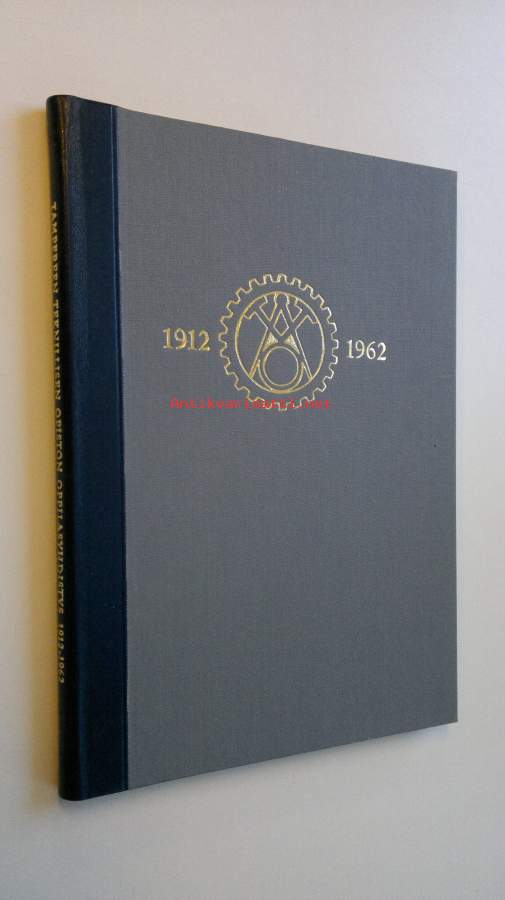 TAMPEREEN TEKNILLISEN OPISTON OPPILASYHDISTYS 1912-1962
1912
1962
Antikvariaatti.net